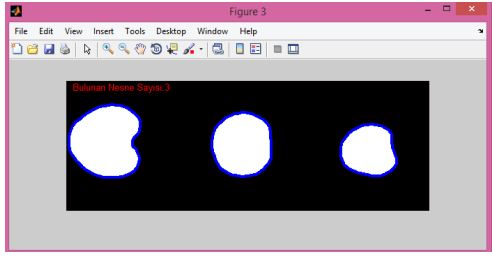 Figure 3
File Edit View Insert Tools Desktop Window Help
Bulunan Nesne Sayısı:3